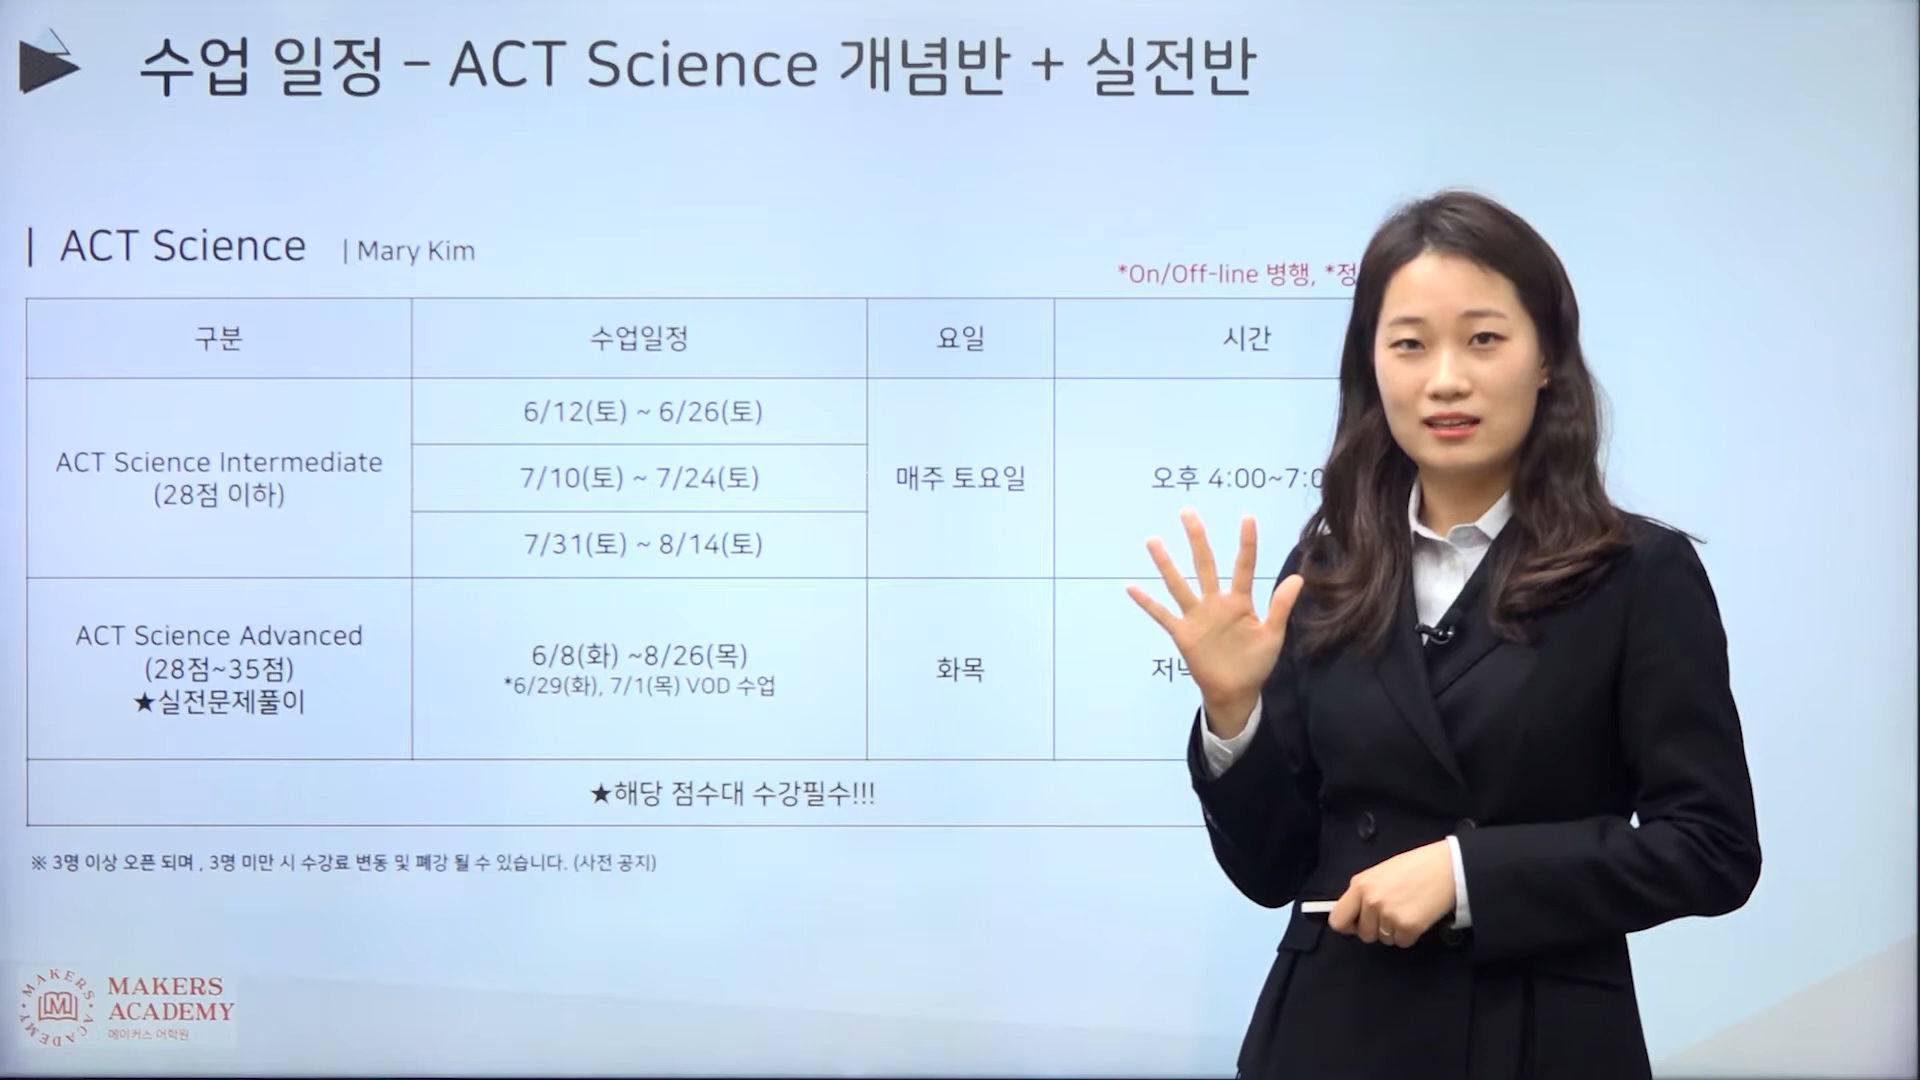 수업 일정 - ACT Science 개념반 + 실전반
| ACT Science | Mary Kim
*On/Off-line 병행, *정
구분 수업일정 요일 시간
ACT Science Intermediate
(28점 이하)
6/12(토) ~ 6/26(토)
7/10(토) ~ 7/24(토)
7/31(토) ~ 8/14(토)
매주 토요일
오후 4:00~7:0
ACT Science Advanced
(28점~35점)
★실전문제풀이
6/8(화) ~8/26(목)
*6/29(화), 7/1(목) VOD 수업
화목
★해당 점수대 수강필수!!!
※ 3명 이상 오픈 되며 , 3명 미만 시 수강료 변동 및 폐강 될 수 있습니다. (사전 공지)
MAKERS ACADEMY
M
MAKERS
ACADEMY
메이커스 어학원